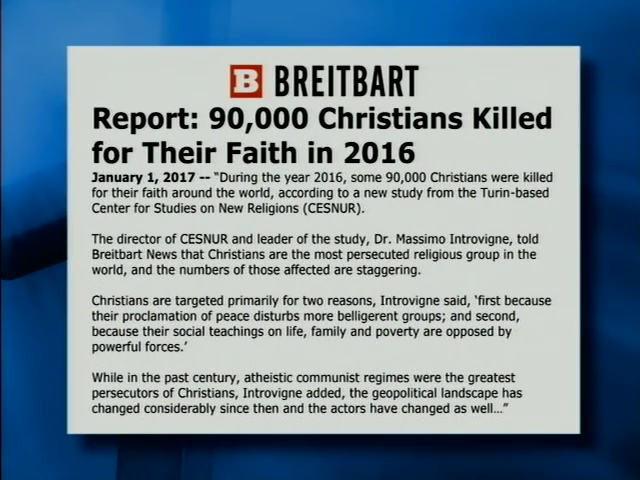 B BREITBART
Report: 90,000 Christians Killed
for Their Faith in 2016
January 1, 2017 -- “During the year 2016, some 90,000 Christians were killed
for their faith around the world, according to a new study from the Turin-based
Center for Studies on New Religions (CESNUR).
The director of CESNUR and leader of the study, Dr. Massimo Introvigne, told
Breitbart News that Christians are the most persecuted religious group in the
world, and the numbers of those affected are staggering.
Christians are targeted primarily for two reasons, Introvigne said, ‘first because
their proclamation of peace disturbs more belligerent groups; and second,
because their social teachings on life, family and poverty are opposed by
powerful forces.’
While in the past century, atheistic communist regimes were the greatest
persecutors of Christians, Introvigne added, the geopolitical landscape has
changed considerably since then and the actors have changed as well…”